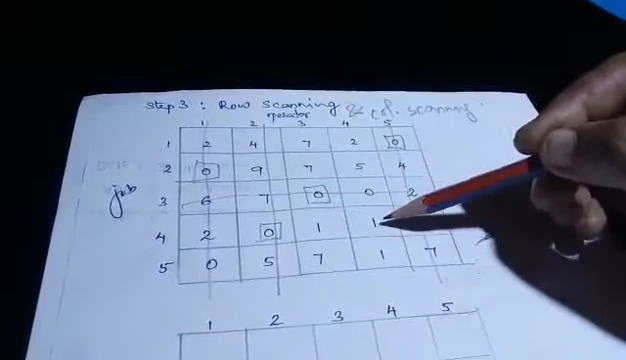 Step 3 : Row Scanning & col. scanning
operator
1 2 3 4 5
1 2 4 7 2 0
2 0 9 7 5 4
job
3 6 7 0 0 2
4 2 0 1 1
5 0 5 7 1 7
1 2 3 4 5